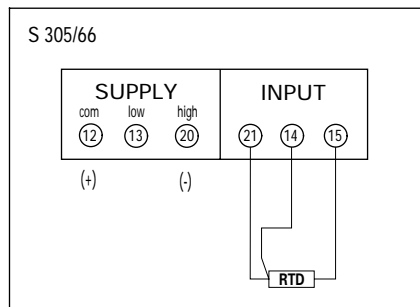 S 305/66
SUPPLY INPUT
com low high
12 13 20 21 14 15
(+) (-)
RTD